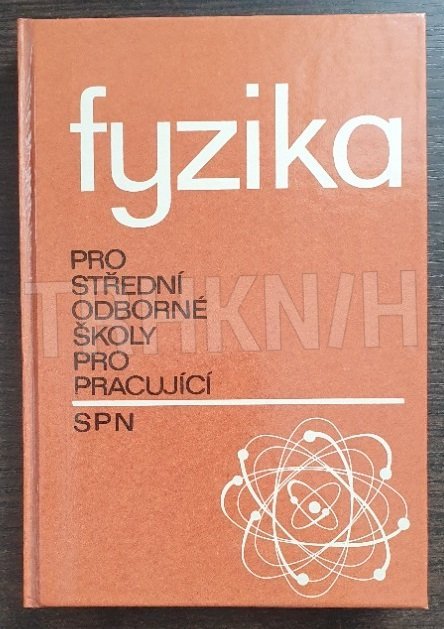 fyzika
PRO
STŘEDNÍ
ODBORNÉ
ŠKOLY
PRO
PRACUJÍCÍ
SPN